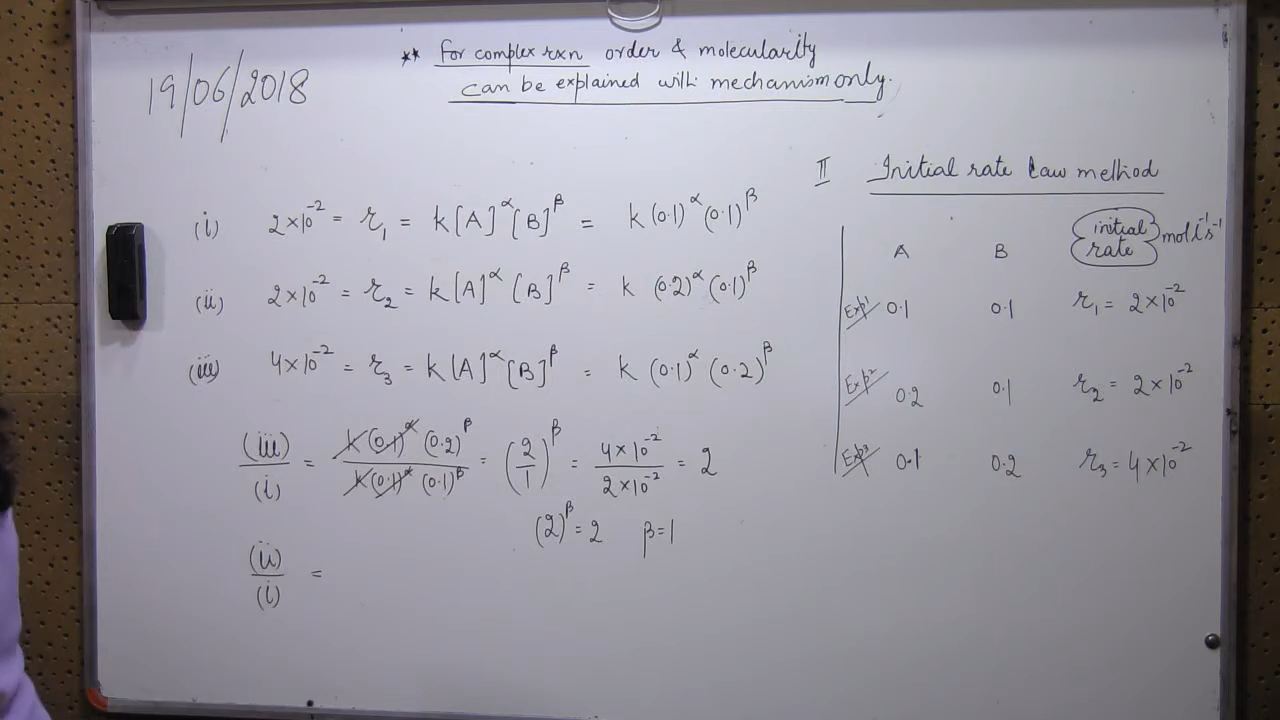 ** For complex rxn order & molecularity
can be explained with mechanism only.
19/06/2018
II Initial rate law method
(i) 2×10⁻² = r₁ = k[A]^α[B]^β = k(0.1)^α(0.1)^β
(ii) 2×10⁻² = r₂ = k[A]^α[B]^β = k (0.2)^α(0.1)^β
(iii) 4×10⁻² = r₃ = k[A]^α[B]^β = k (0.1)^α(0.2)^β
(iii)/(i) = k(0.1)^α(0.2)^β / k(0.1)^α(0.1)^β = (2/1)^β = 4×10⁻²/2×10⁻² = 2
(2)^β = 2 β=1
(ii)/(i) =
A B initial rate mol l⁻¹s⁻¹
Exp¹ 0.1 0.1 r₁ = 2×10⁻²
Exp² 0.2 0.1 r₂ = 2×10⁻²
Exp³ 0.1 0.2 r₃ = 4×10⁻²